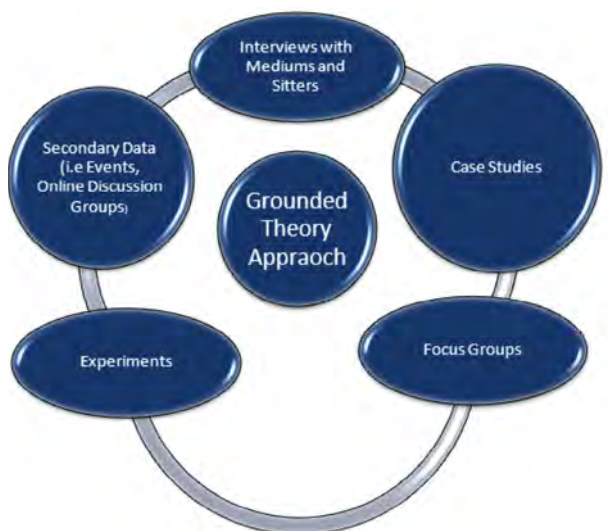 Interviews with
Mediums and
Sitters
Secondary Data
(i.e Events,
Online Discussion
Groups)
Case Studies
Grounded
Theory
Appraoch
Experiments
Focus Groups